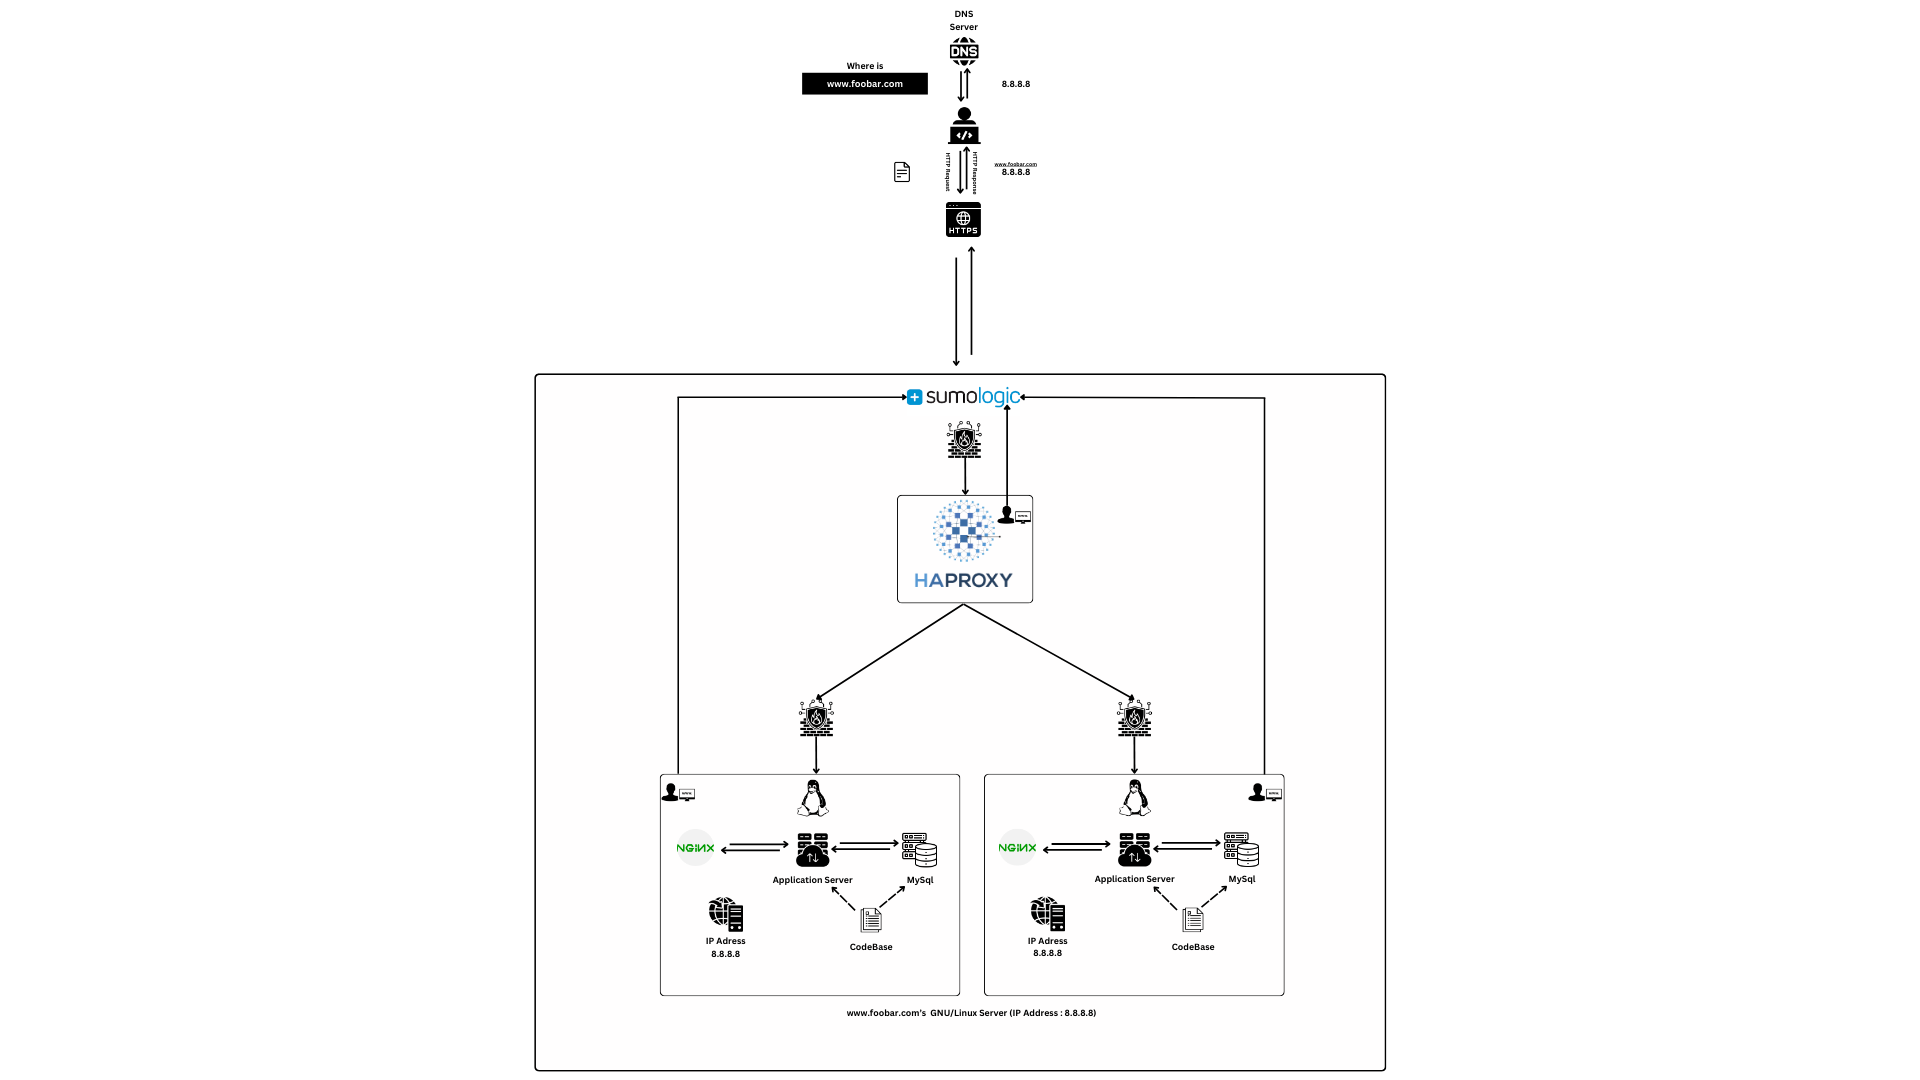 DNS
Server
DNS
Where is
www.foobar.com
8.8.8.8
HTTP Request
HTTP Response
www.foobar.com
8.8.8.8
HTTPS
sumologic
HAPROXY
NGiNX
Application Server
MySql
IP Adress
8.8.8.8
CodeBase
NGiNX
Application Server
MySql
IP Adress
8.8.8.8
CodeBase
www.foobar.com's GNU/Linux Server (IP Address : 8.8.8.8)